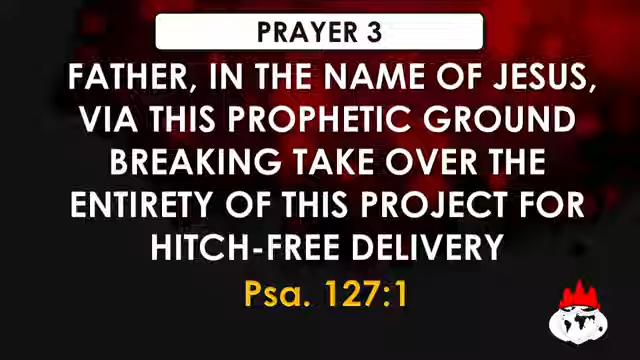 PRAYER 3
FATHER, IN THE NAME OF JESUS,
VIA THIS PROPHETIC GROUND
BREAKING TAKE OVER THE
ENTIRETY OF THIS PROJECT FOR
HITCH-FREE DELIVERY
Psa. 127:1